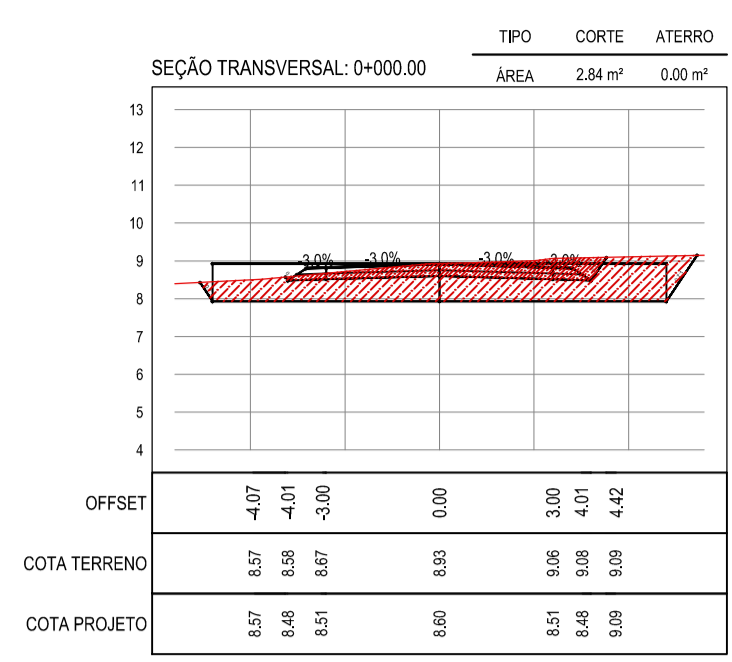 TIPO CORTE ATERRO
SEÇÃO TRANSVERSAL: 0+000.00
ÁREA 2.84 m² 0.00 m²
13
12
11
10
9
8
7
6
5
4
-3.0% -3.0% -3.0% -3.0%
OFFSET -4.07 -4.01 -3.00 0.00 3.00 4.01 4.42
COTA TERRENO 8.57 8.58 8.67 8.93 9.06 9.08 9.09
COTA PROJETO 8.57 8.48 8.51 8.60 8.51 8.48 9.09